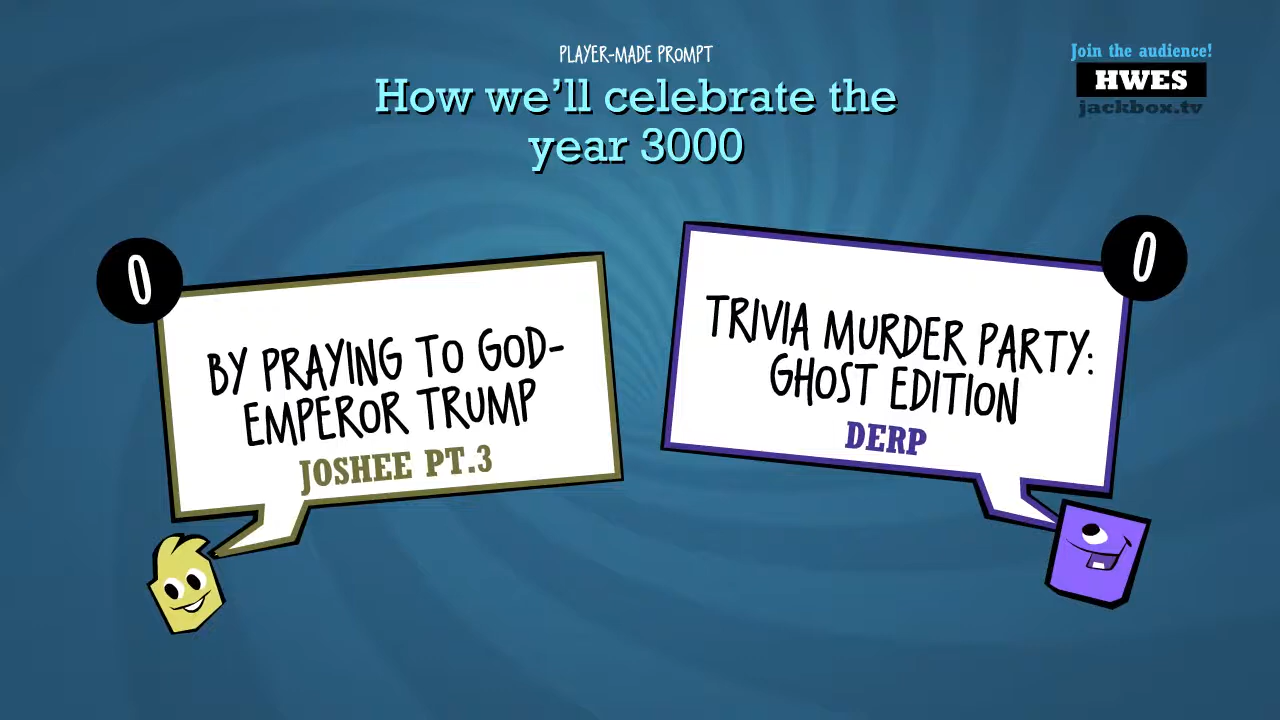 PLAYER-MADE PROMPT
How we'll celebrate the
year 3000
Join the audience!
HWES
jackbox.tv
0
BY PRAYING TO GOD-
EMPEROR TRUMP
JOSHEE PT.3
0
TRIVIA MURDER PARTY:
GHOST EDITION
DERP